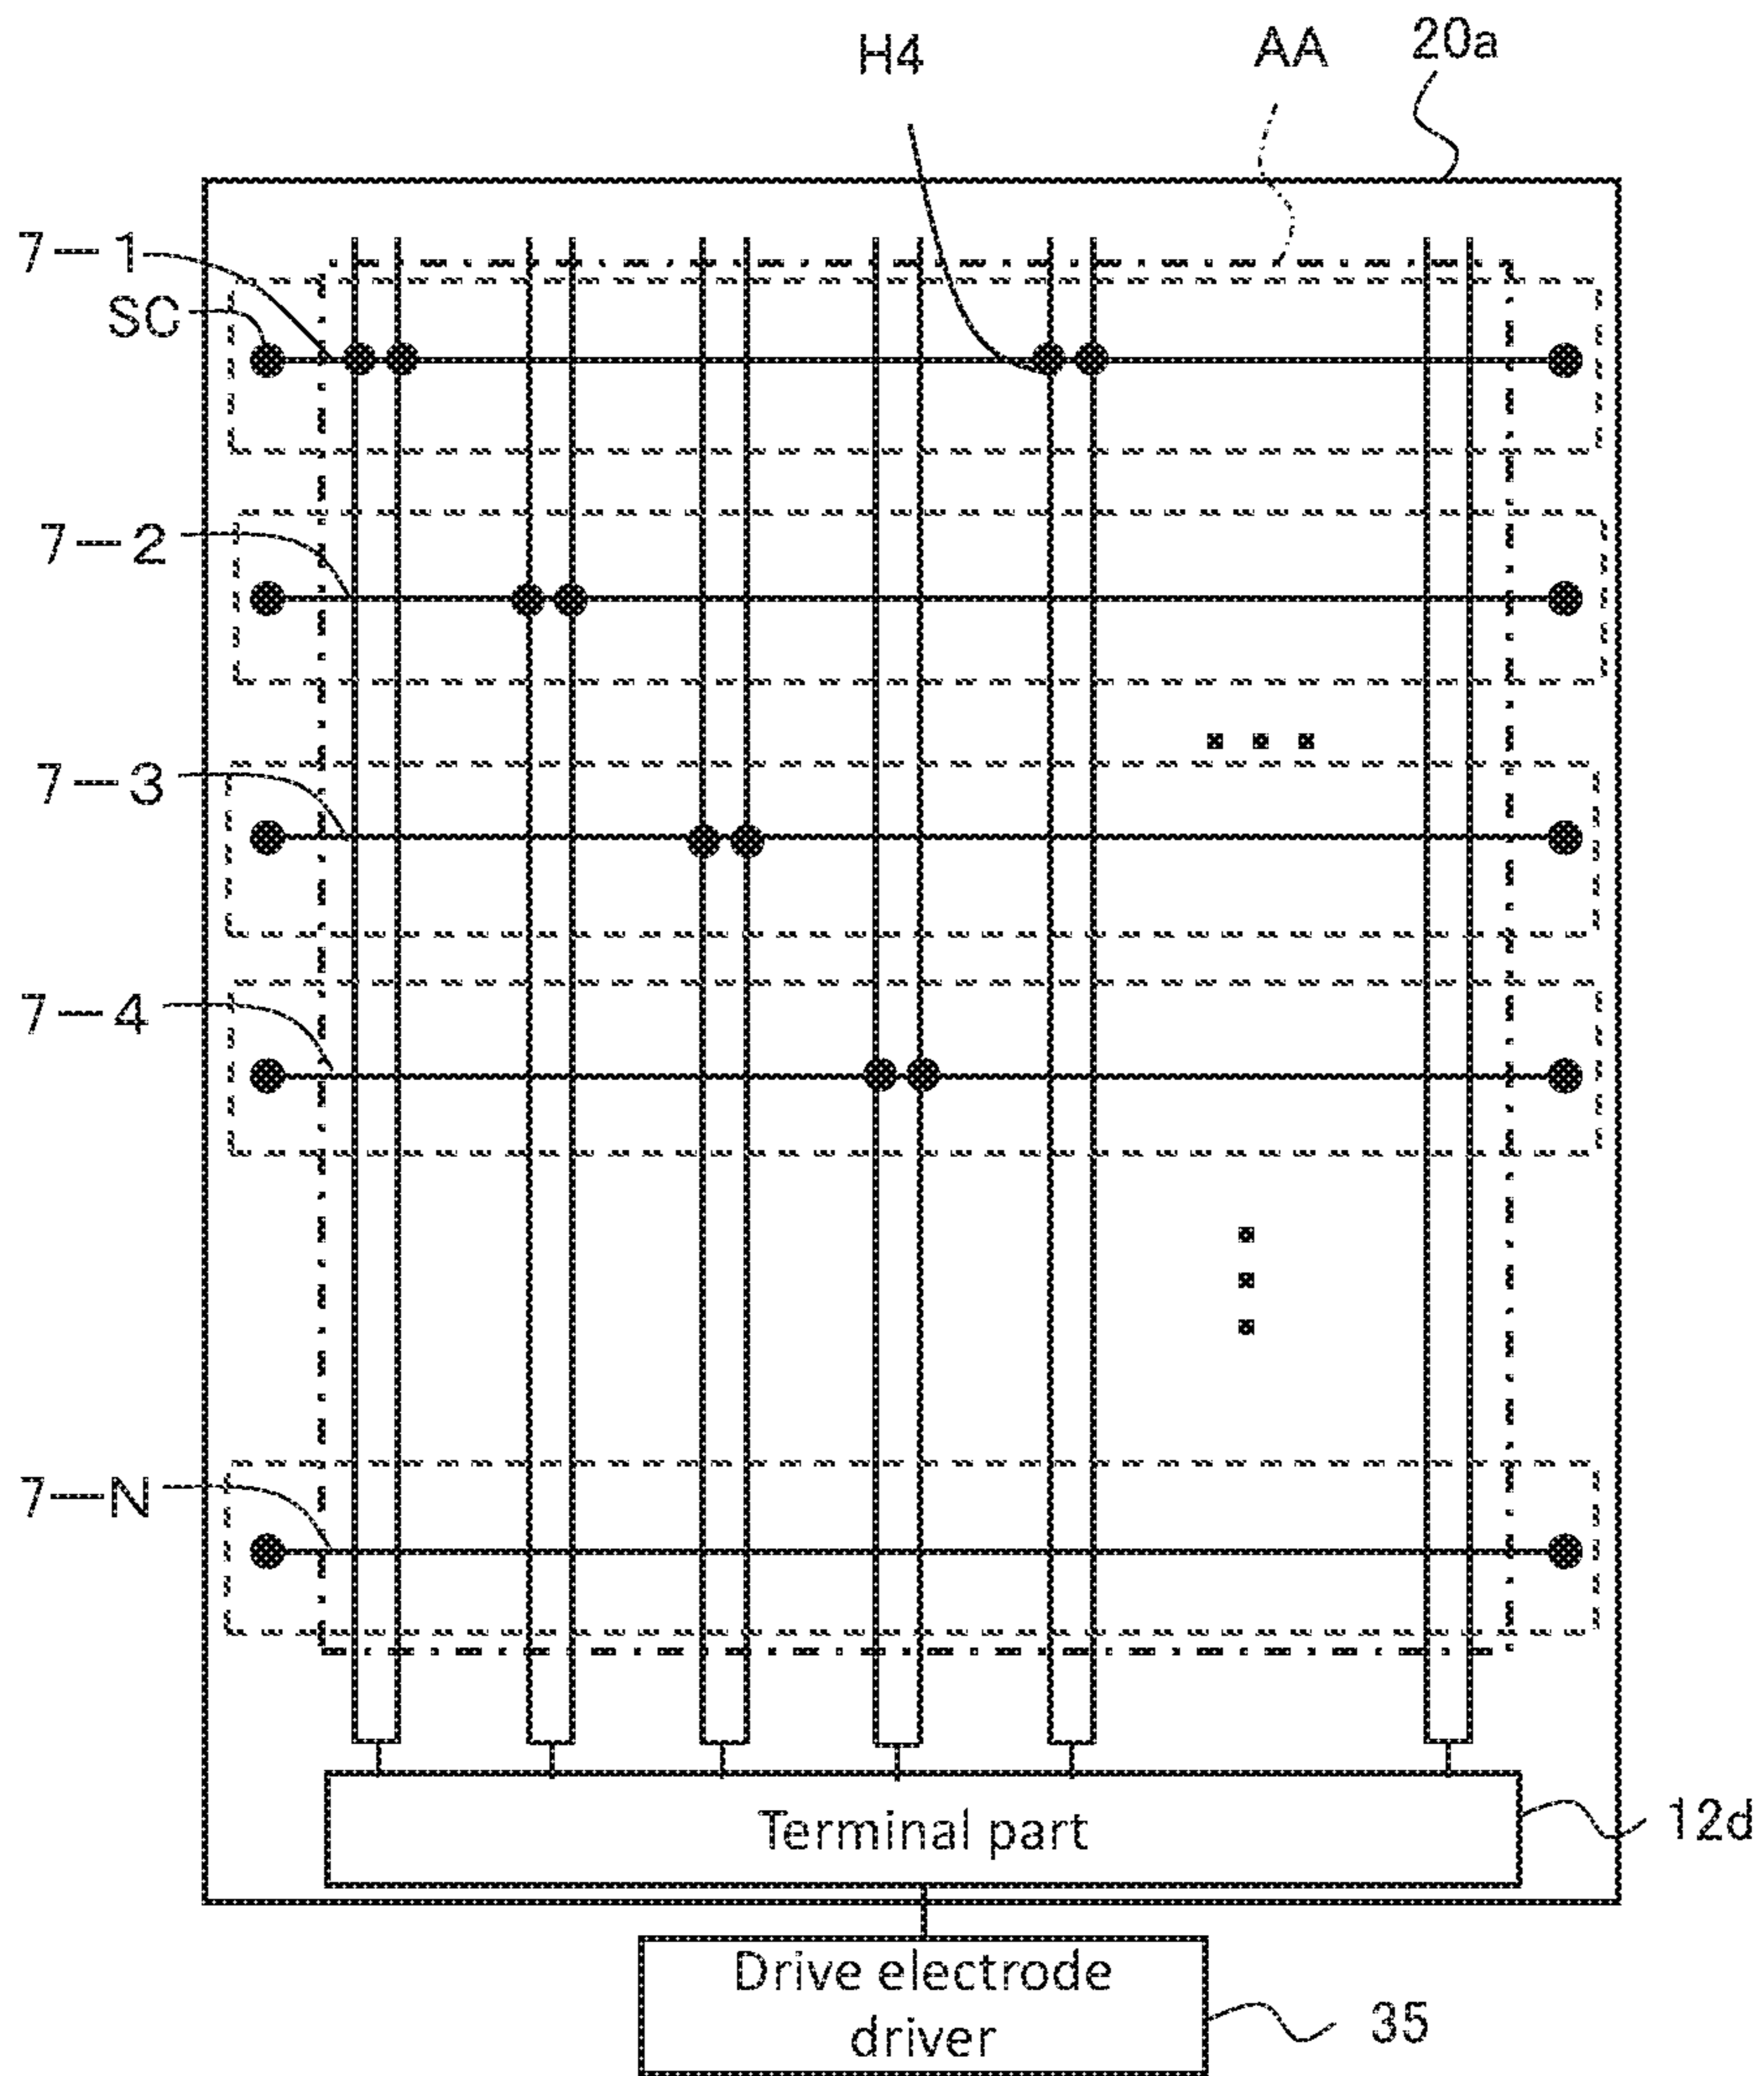 H4
AA
20a
7—1
SC
7—2
7—3
7—4
7—N
Terminal part
12d
Drive electrode
driver
35